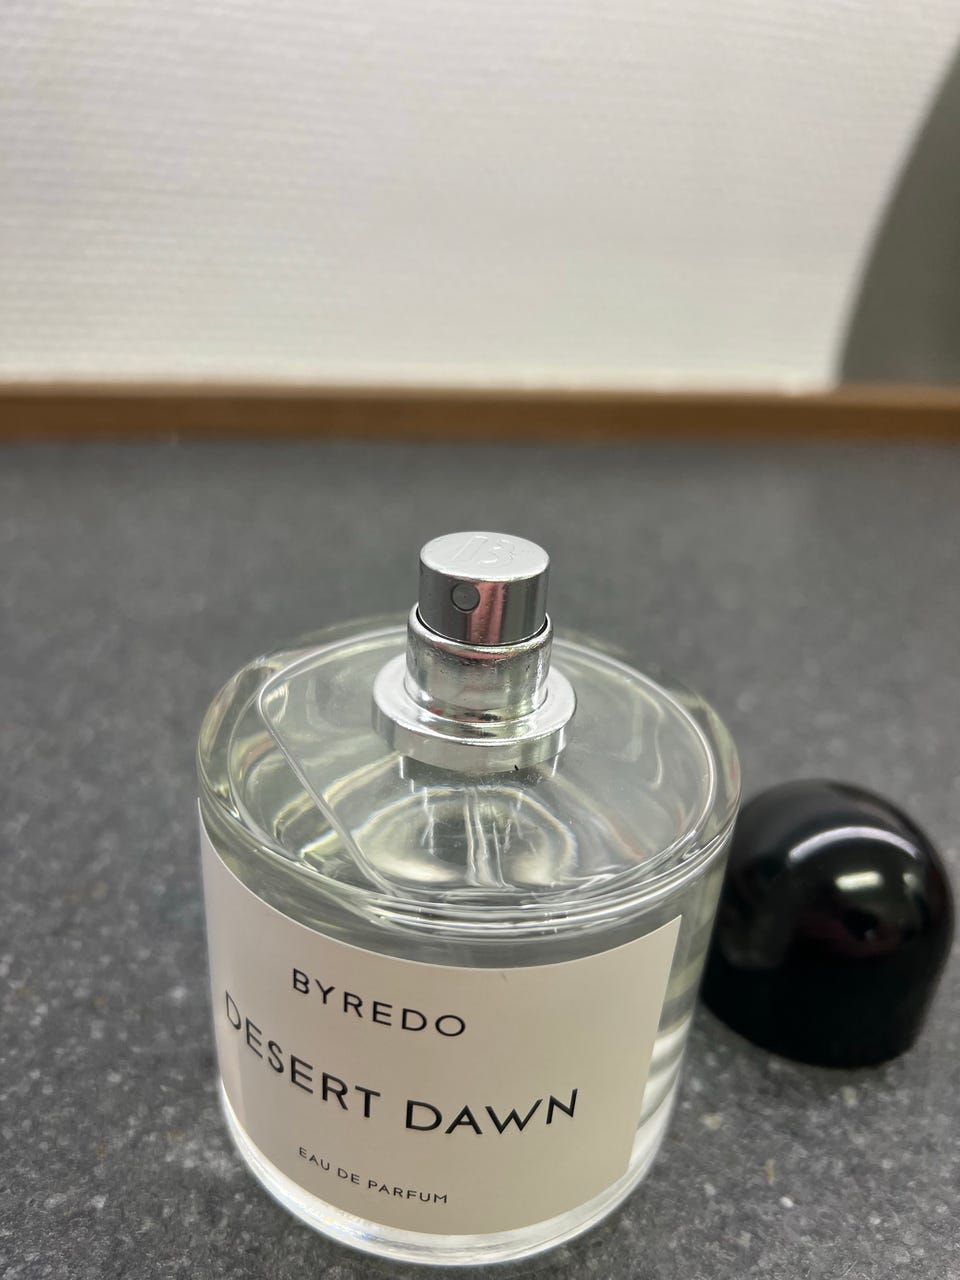 B
BYREDO
DESERT DAWN
EAU DE PARFUM